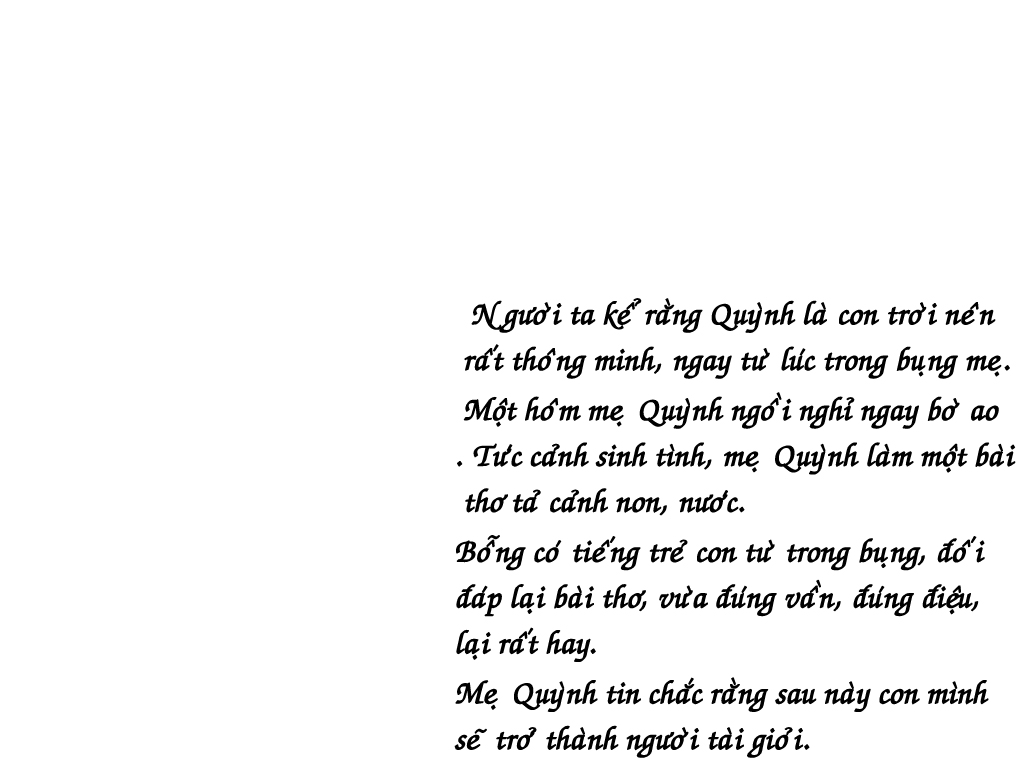 Người ta kể rằng Quỳnh là con trời nên
rất thông minh, ngay từ lúc trong bụng mẹ.
Một hôm mẹ Quỳnh ngồi nghỉ ngay bờ ao
. Tức cảnh sinh tình, mẹ Quỳnh làm một bài
thơ tả cảnh non, nước.
Bỗng có tiếng trẻ con từ trong bụng, đối
đáp lại bài thơ, vừa đúng vần, đúng điệu,
lại rất hay.
Mẹ Quỳnh tin chắc rằng sau này con mình
sẽ trở thành người tài giỏi.